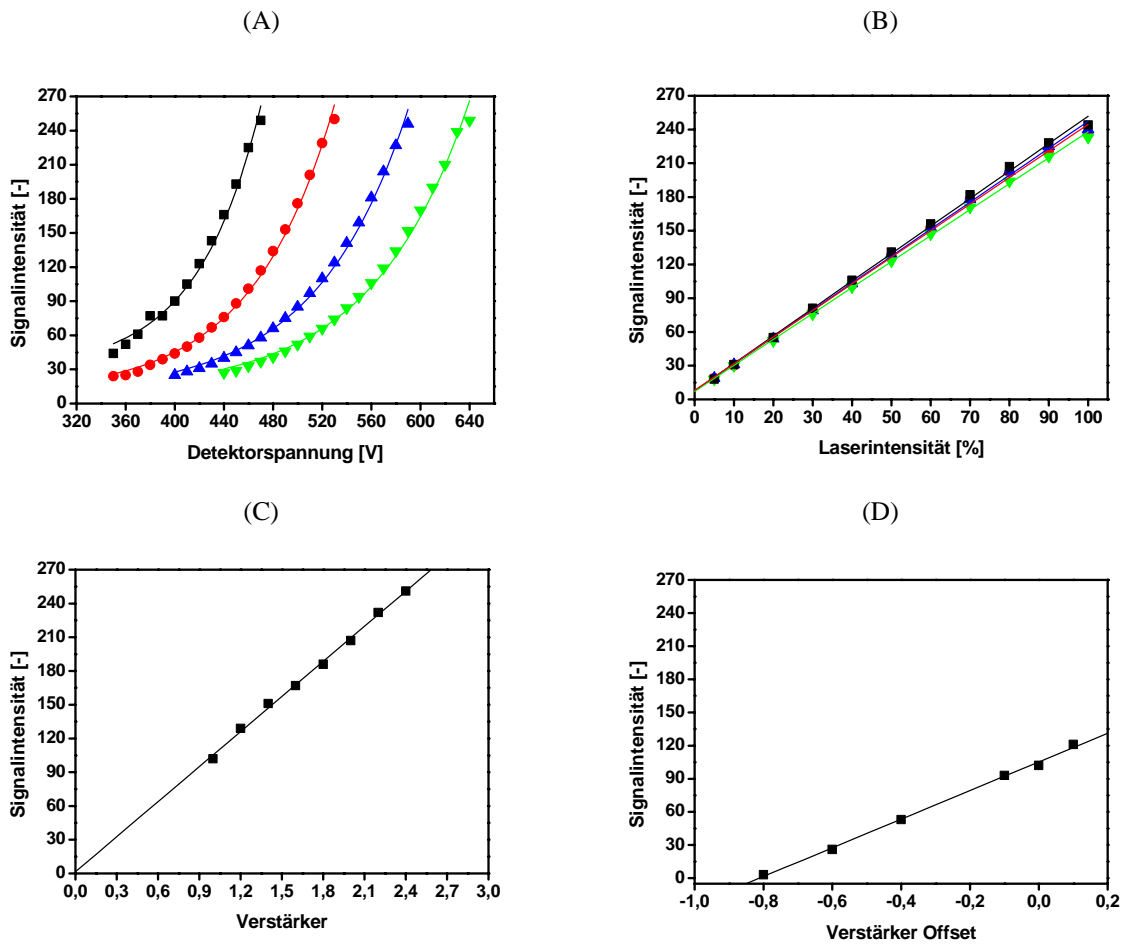 (A)
270
240
210
180
150
120
90
60
30
0
Signalintensität [-]
320 360 400 440 480 520 560 600 640
Detektorspannung [V]
(B)
270
240
210
180
150
120
90
60
30
0
Signalintensität [-]
0 10 20 30 40 50 60 70 80 90 100
Laserintensität [%]
(C)
270
240
210
180
150
120
90
60
30
0
Signalintensität [-]
0,0 0,3 0,6 0,9 1,2 1,5 1,8 2,1 2,4 2,7 3,0
Verstärker
(D)
270
240
210
180
150
120
90
60
30
0
Signalintensität [-]
-1,0 -0,8 -0,6 -0,4 -0,2 0,0 0,2
Verstärker Offset